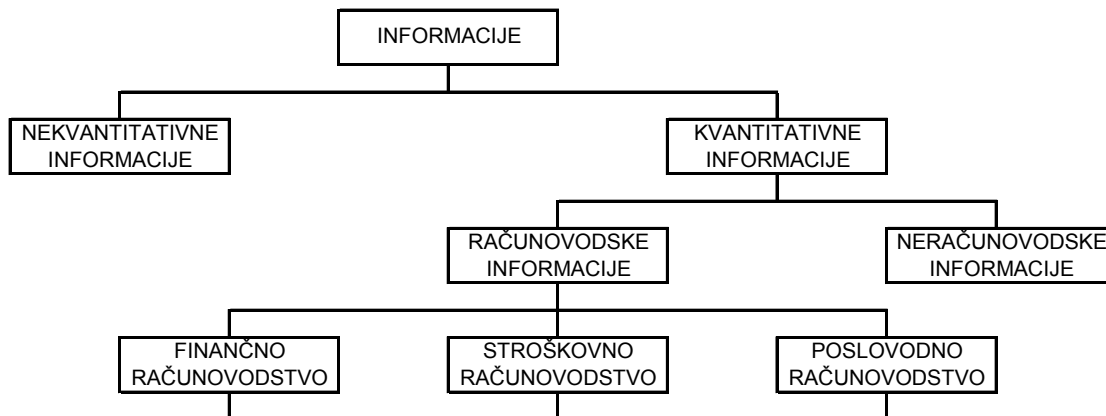 INFORMACIJE
NEKVANTITATIVNE
INFORMACIJE
KVANTITATIVNE
INFORMACIJE
RAČUNOVODSKE
INFORMACIJE
NERAČUNOVODSKE
INFORMACIJE
FINANČNO
RAČUNOVODSTVO
STROŠKOVNO
RAČUNOVODSTVO
POSLOVODNO
RAČUNOVODSTVO